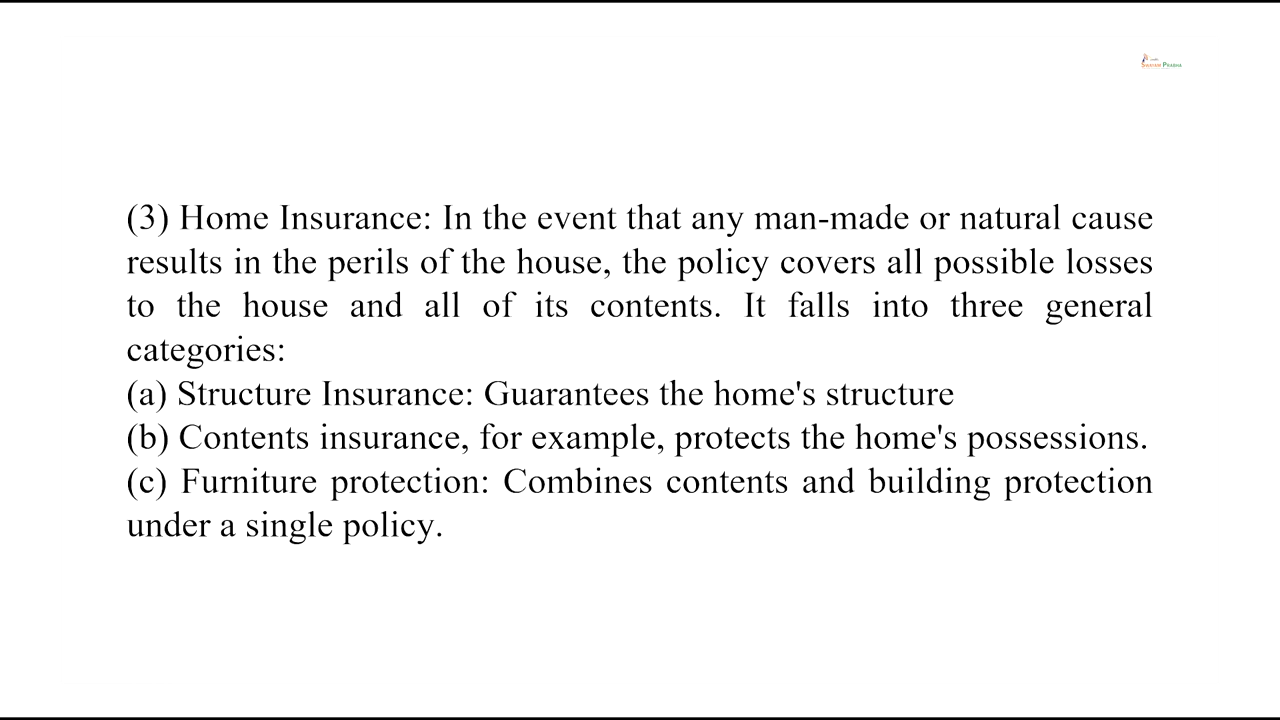 SWAYAM PRABHA
(3) Home Insurance: In the event that any man-made or natural cause
results in the perils of the house, the policy covers all possible losses
to the house and all of its contents. It falls into three general
categories:
(a) Structure Insurance: Guarantees the home's structure
(b) Contents insurance, for example, protects the home's possessions.
(c) Furniture protection: Combines contents and building protection
under a single policy.